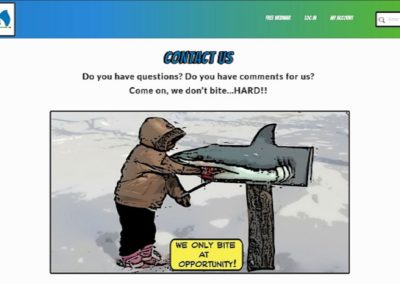 FREE WEBINAR LOG IN MY ACCOUNT
CONTACT US
Do you have questions? Do you have comments for us?
Come on, we don't bite...HARD!!
WE ONLY BITE
AT
OPPORTUNITY!